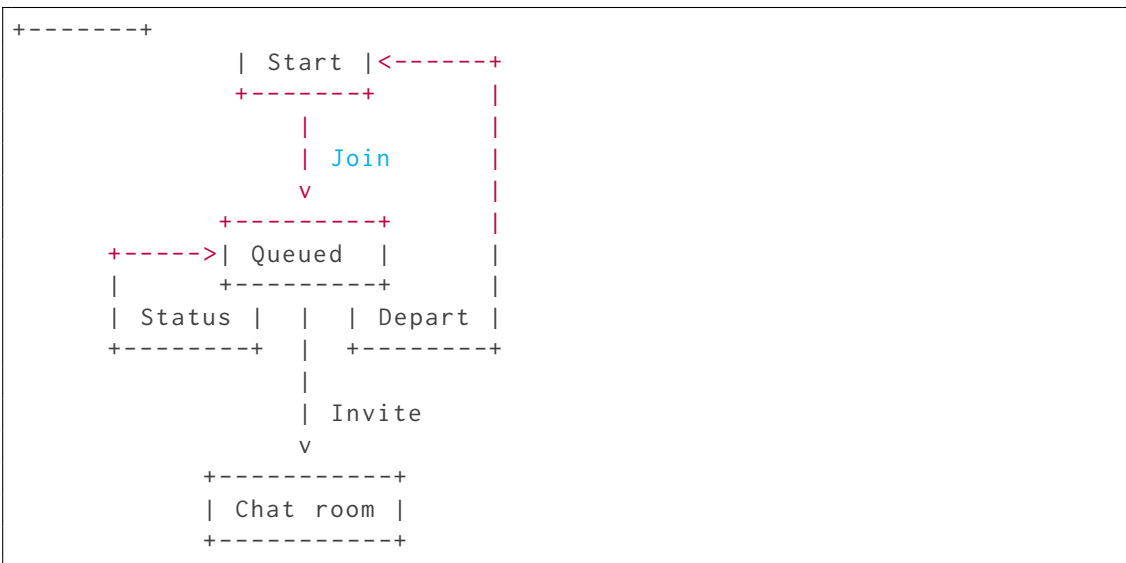 +-------+
              | Start |<------+
              +-------+       |
                  |           |
                  | Join      |
                  v           |
             +---------+      |
      +----->| Queued  |      |
      |      +---------+      |
      | Status |  |  | Depart |
      +--------+  |  +--------+
                  |
                  | Invite
                  v
            +-----------+
            | Chat room |
            +-----------+